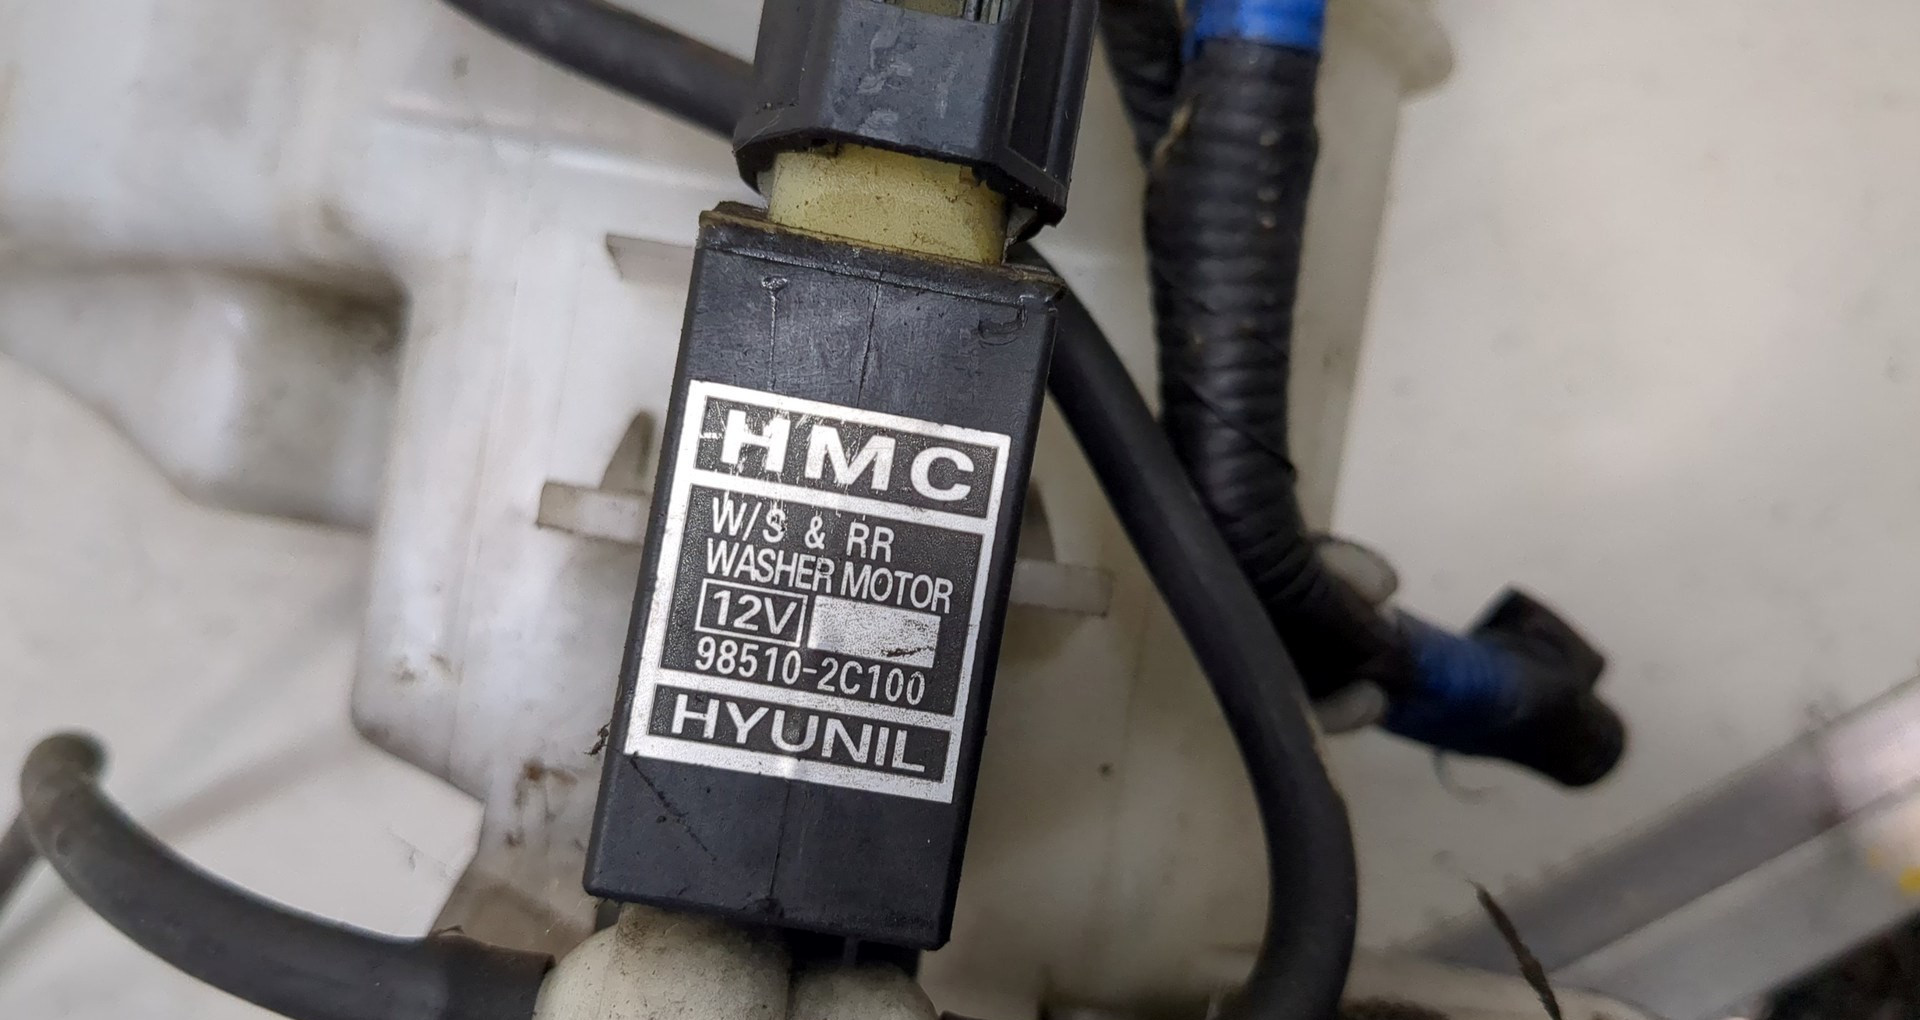 HMC
W/S & RR
WASHER MOTOR
12V
98510-2C100
HYUNIL